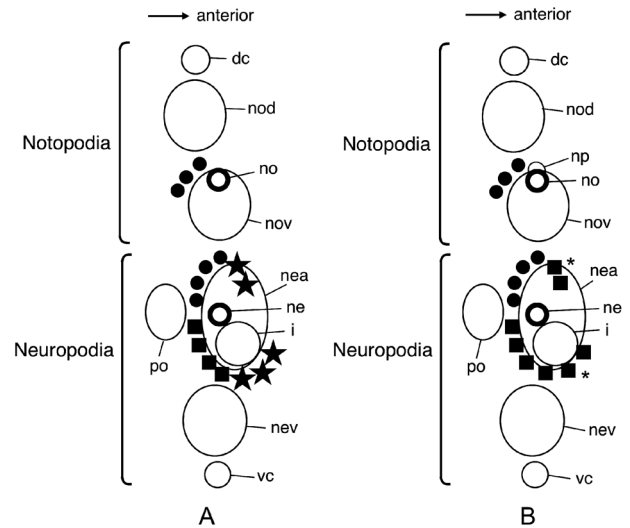 anterior
dc
nod
Notopodia
no
nov
nea
ne
i
Neuropodia
po
nev
vc
A
anterior
dc
nod
Notopodia
np
no
nov
*
nea
ne
i
Neuropodia
po
*
nev
vc
B